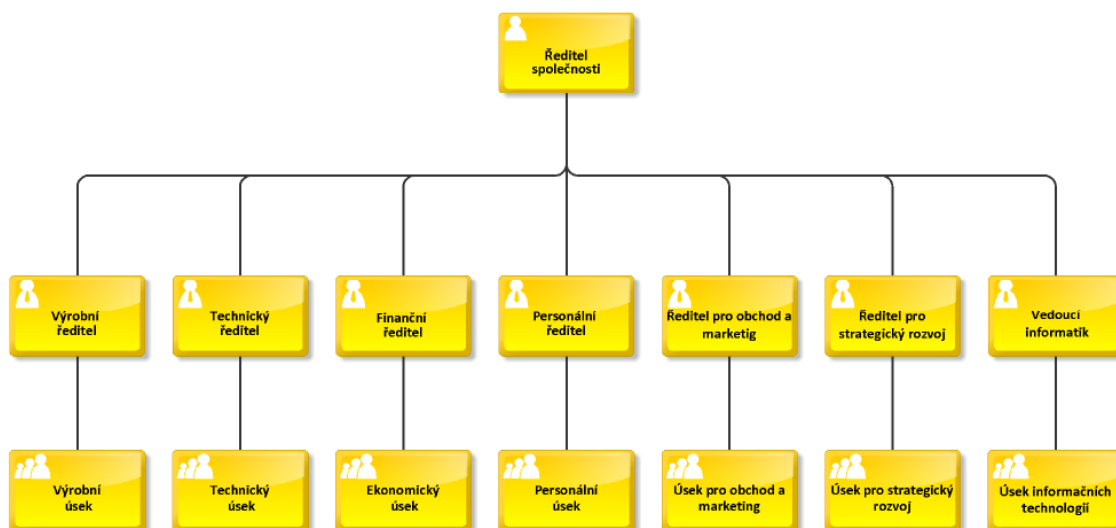 Ředitel
společnosti
Výrobní
ředitel
Technický
ředitel
Finanční
ředitel
Personální
ředitel
Ředitel pro obchod a
marketig
Ředitel pro
strategický rozvoj
Vedoucí
informatik
Výrobní
úsek
Technický
úsek
Ekonomický
úsek
Personální
úsek
Úsek pro obchod a
marketing
Úsek pro strategický
rozvoj
Úsek informačních
technologií